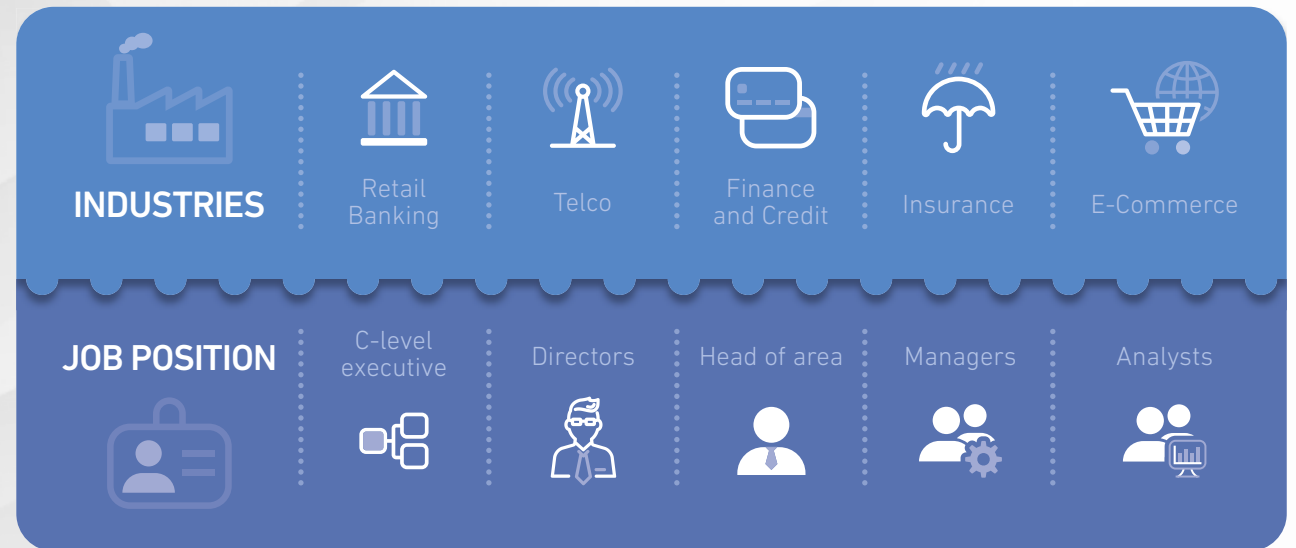 INDUSTRIES
Retail
Banking
Telco
Finance
and Credit
Insurance
E-Commerce
JOB POSITION
C-level
executive
Directors
Head of area
Managers
Analysts